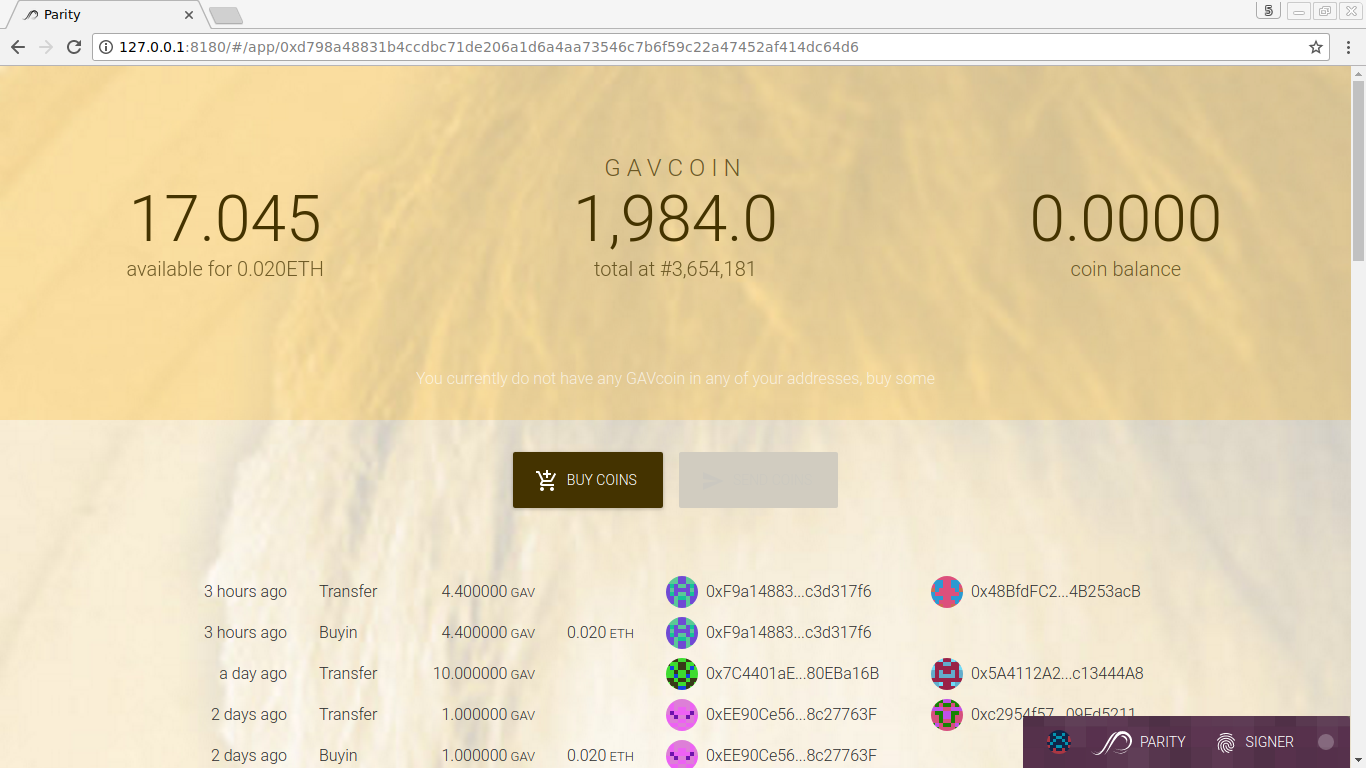 Parity
5
127.0.0.1:8180/#/app/0xd798a48831b4ccdbc71de206a1d6a4aa73546c7b6f59c22a47452af414dc64d6
GAVCOIN
17.045 1,984.0 0.0000
available for 0.020ETH total at #3,654,181 coin balance
You currently do not have any GAVcoin in any of your addresses, buy some
BUY COINS
3 hours ago Transfer 4.400000 GAV 0xF9a14883...c3d317f6 0x48BfdFC2...4B253acB
3 hours ago Buyin 4.400000 GAV 0.020 ETH 0xF9a14883...c3d317f6
a day ago Transfer 10.000000 GAV 0x7C4401aE...80EBa16B 0x5A4112A2...c13444A8
2 days ago Transfer 1.000000 GAV 0xEE90Ce56...8c27763F 0xc2954f57...09Fd5211
2 days ago Buyin 1.000000 GAV 0.020 ETH 0xEE90Ce56...8c27763F
PARITY SIGNER